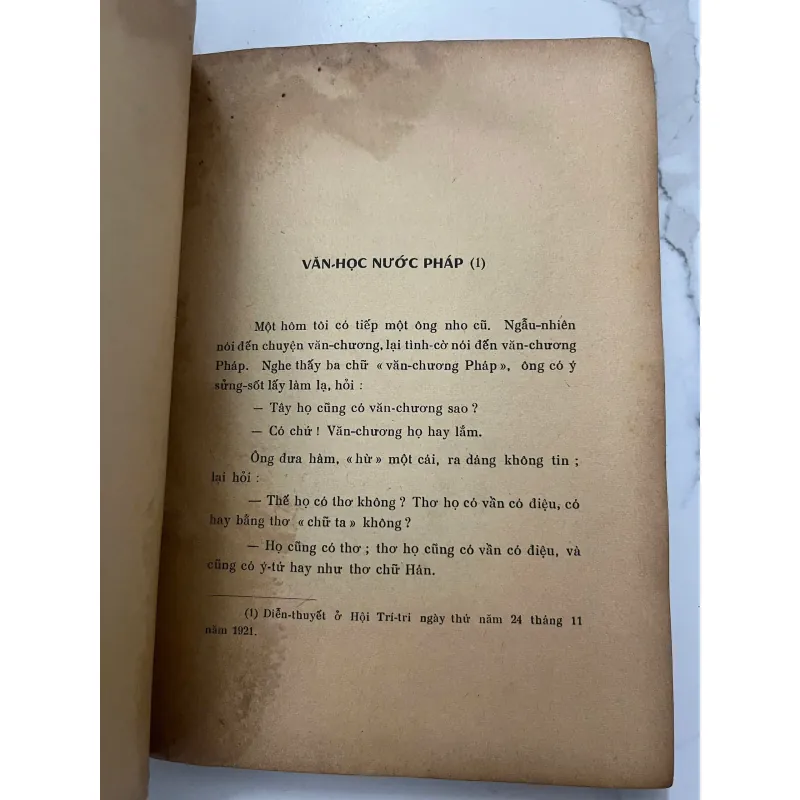 VĂN-HỌC NƯỚC PHÁP (1)
Một hôm tôi có tiếp một ông nho cũ. Ngẫu-nhiên
nói đến chuyện văn-chương, lại tình-cờ nói đến văn-chương
Pháp. Nghe thấy ba chữ « văn-chương Pháp », ông có ý
sửng-sốt lấy làm lạ, hỏi :
— Tây họ cũng có văn-chương sao ?
— Có chứ ! Văn-chương họ hay lắm.
Ông đưa hàm, « hừ » một cái, ra dáng không tin ;
lại hỏi :
— Thế họ có thơ không ? Thơ họ có vần có điệu, có
hay bằng thơ « chữ ta » không ?
— Họ cũng có thơ ; thơ họ cũng có vần có điệu, và
cũng có ý-tứ hay như thơ chữ Hán.
(1) Diễn-thuyết ở Hội Trí-tri ngày thứ năm 24 tháng 11
năm 1921.